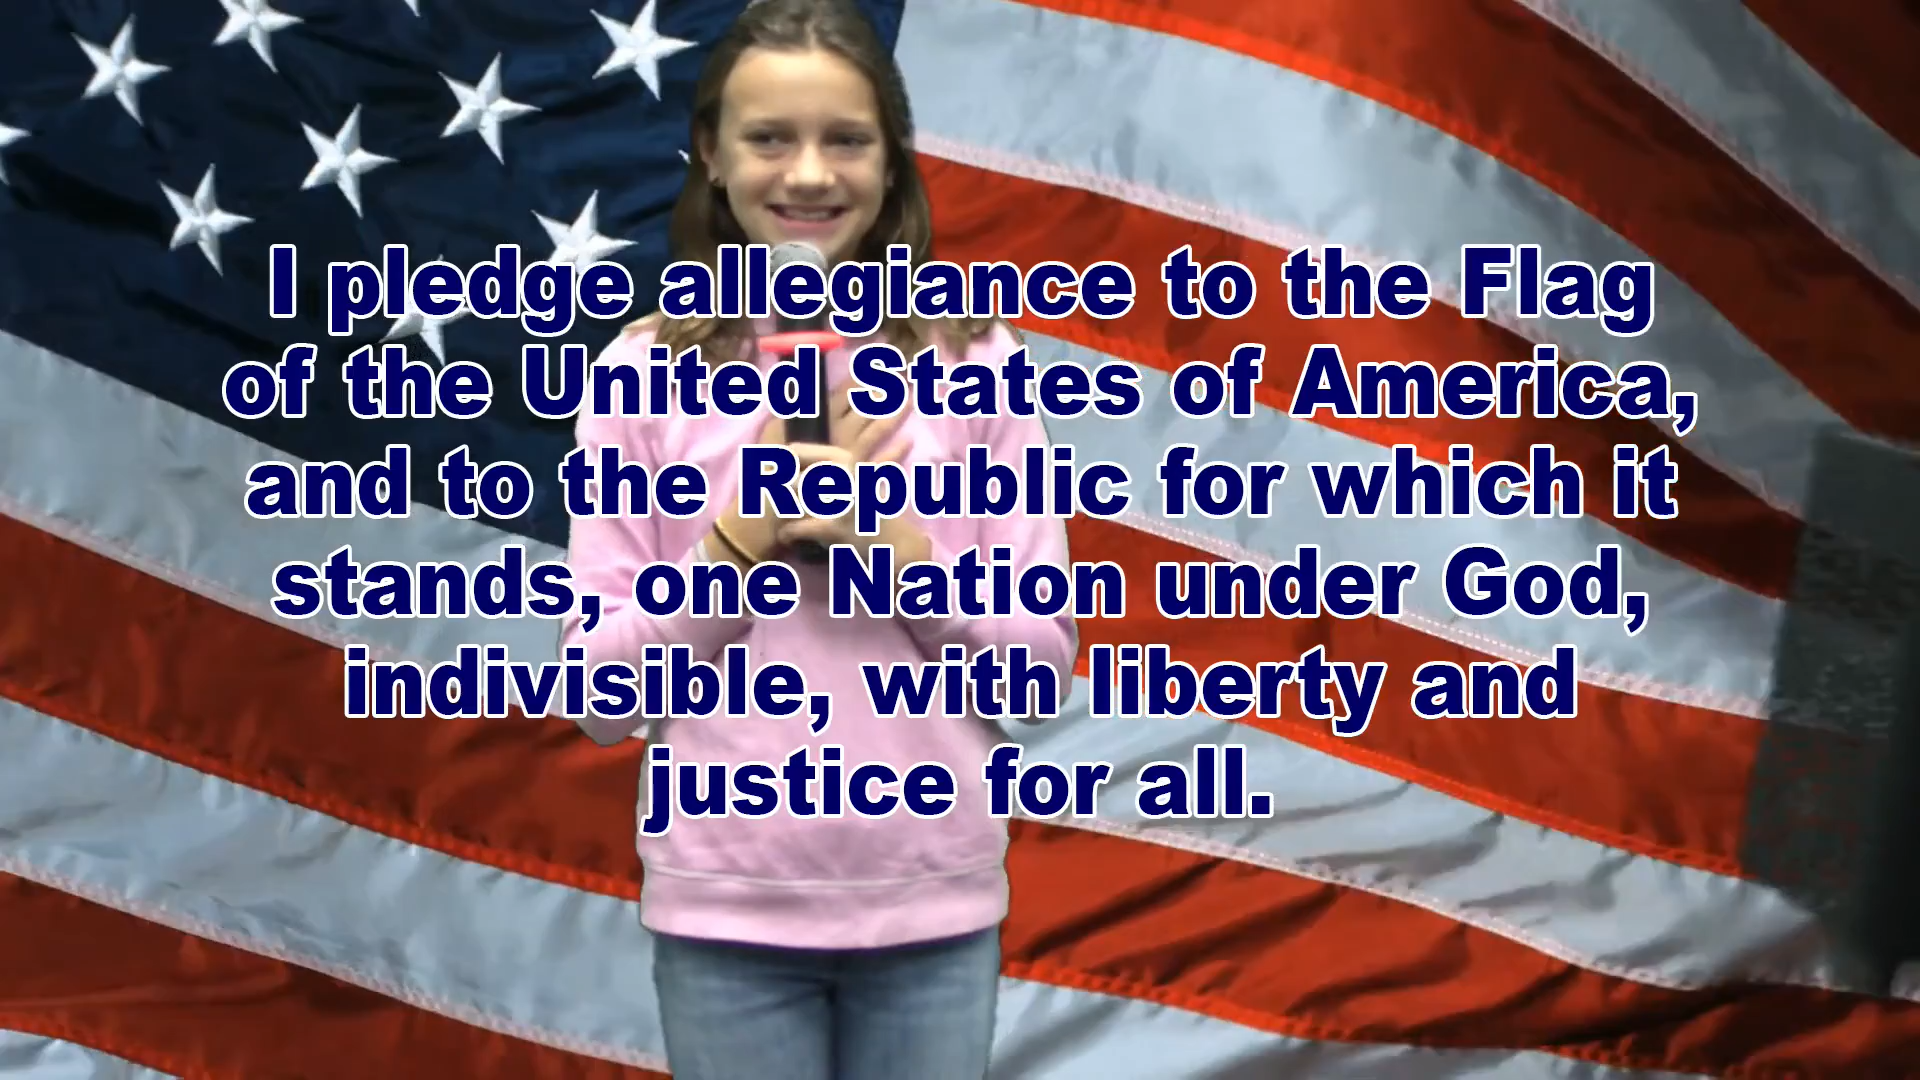 I pledge allegiance to the Flag
of the United States of America,
and to the Republic for which it
stands, one Nation under God,
indivisible, with liberty and
justice for all.